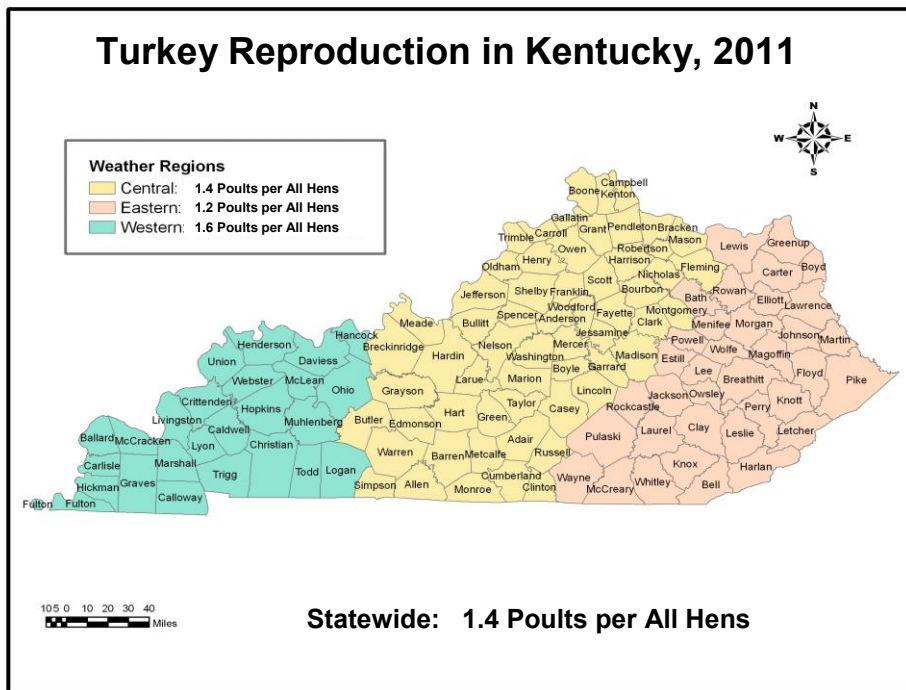 Turkey Reproduction in Kentucky, 2011
N
W E
S
Weather Regions
Central: 1.4 Poults per All Hens
Eastern: 1.2 Poults per All Hens
Western: 1.6 Poults per All Hens
Campbell
Boone Kenton
Gallatin
Grant Pendleton Bracken
Trimble Carroll Mason Lewis Greenup
Owen Robertson
Henry Harrison Fleming Carter Boyd
Oldham Nicholas
Scott Rowan
Jefferson Shelby Franklin Bourbon Bath Elliott Lawrence
Woodford Montgomery
Meade Bullitt Spencer Anderson Fayette Clark Menifee Morgan
Hancock Jessamine Powell Johnson Martin
Henderson Breckinridge Nelson Mercer Wolfe
Union Daviess Hardin Washington Madison Estill Magoffin
Boyle Garrard Lee Floyd
Webster McLean Ohio Larue Marion Breathitt Pike
Grayson Lincoln Jackson Owsley Knott
Crittenden Hopkins Taylor Casey Rockcastle Perry
Livingston Muhlenberg Butler Hart Green
Caldwell Edmonson Clay Letcher
Ballard McCracken Lyon Christian Adair Pulaski Laurel Leslie
Warren Barren Metcalfe Russell
Carlisle Marshall Knox Harlan
Trigg Todd Logan Cumberland Wayne
Hickman Graves Simpson Allen Clinton Whitley Bell
Calloway Monroe McCreary
Fulton Fulton
10 5 0 10 20 30 40
Miles
Statewide: 1.4 Poults per All Hens